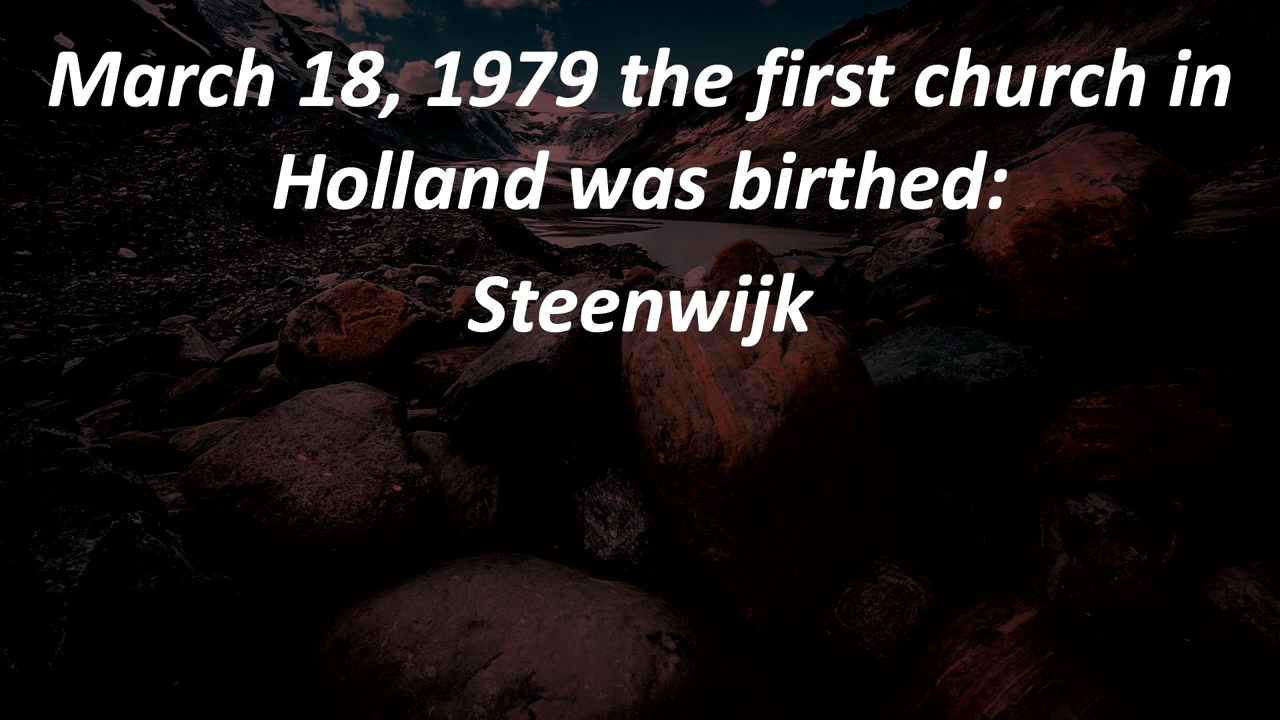 March 18, 1979 the first church in
Holland was birthed:
Steenwijk